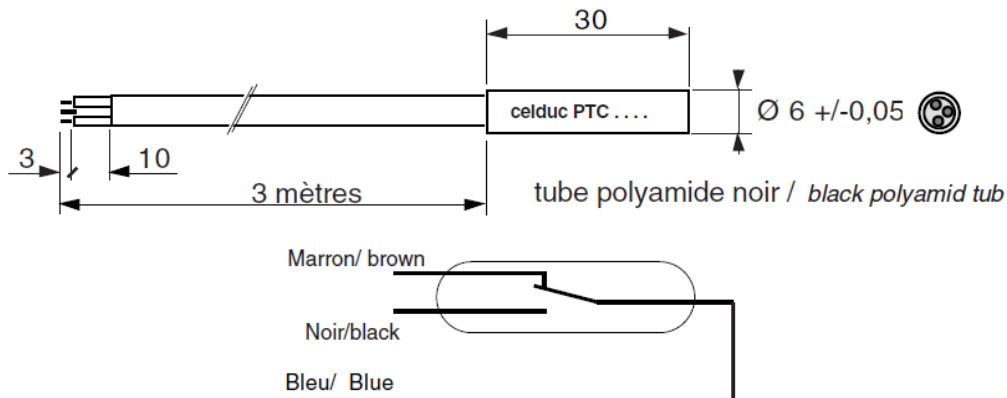 30
celduc PTC . . . .
Ø 6 +/-0,05
3
10
3 mètres
tube polyamide noir / black polyamid tub
Marron/ brown
Noir/black
Bleu/ Blue